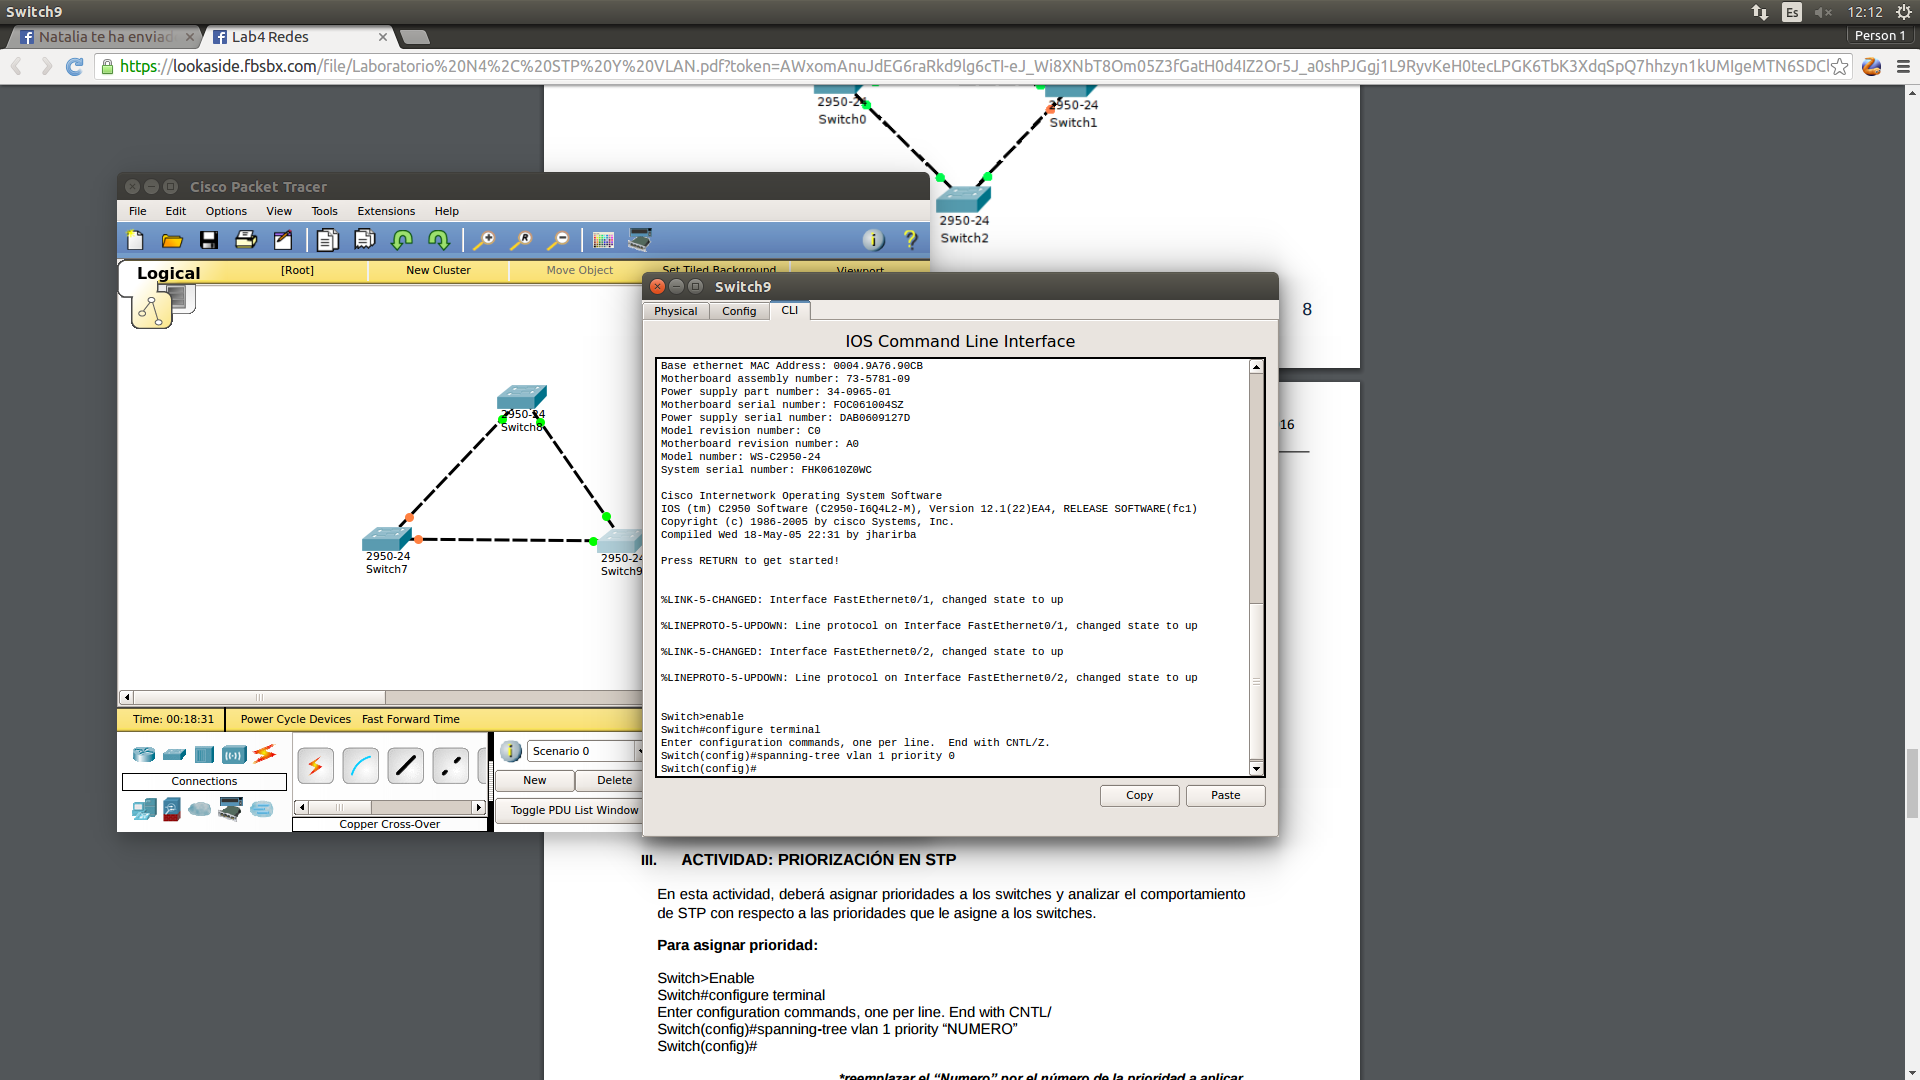 Switch9
Es
12:12
Natalia te ha enviad
Lab4 Redes
Person 1
https://lookaside.fbsbx.com/file/Laboratorio%20N4%2C%20STP%20Y%20VLAN.pdf?token=
2950-24
Switch0
2950-24
Switch1
2950-24
Switch2
8
16
Cisco Packet Tracer
File Edit Options View Tools Extensions Help
Logical
[Root]
New Cluster
Move Object
Set Tiled Background
Viewport
2950-24
Switch8
2950-24
Switch7
2950-24
Switch9
Time: 00:18:31
Power Cycle Devices Fast Forward Time
Connections
Copper Cross-Over
Scenario 0
New
Delete
Toggle PDU List Window
Switch9
Physical
Config
CLI
IOS Command Line Interface
Base ethernet MAC Address: 0004.9A76.90CB
Motherboard assembly number: 73-5781-09
Power supply part number: 34-0965-01
Motherboard serial number: FOC061004SZ
Power supply serial number: DAB0609127D
Model revision number: C0
Motherboard revision number: A0
Model number: WS-C2950-24
System serial number: FHK0610Z0WC
Cisco Internetwork Operating System Software
IOS (tm) C2950 Software (C2950-I6Q4L2-M), Version 12.1(22)EA4, RELEASE SOFTWARE(fc1)
Copyright (c) 1986-2005 by cisco Systems, Inc.
Compiled Wed 18-May-05 22:31 by jharirba
Press RETURN to get started!
%LINK-5-CHANGED: Interface FastEthernet0/1, changed state to up
%LINEPROTO-5-UPDOWN: Line protocol on Interface FastEthernet0/1, changed state to up
%LINK-5-CHANGED: Interface FastEthernet0/2, changed state to up
%LINEPROTO-5-UPDOWN: Line protocol on Interface FastEthernet0/2, changed state to up
Switch>enable
Switch#configure terminal
Enter configuration commands, one per line.  End with CNTL/Z.
Switch(config)#spanning-tree vlan 1 priority 0
Switch(config)#
Copy
Paste
III. ACTIVIDAD: PRIORIZACIÓN EN STP
En esta actividad, deberá asignar prioridades a los switches y analizar el comportamiento
de STP con respecto a las prioridades que le asigne a los switches.
Para asignar prioridad:
Switch>Enable
Switch#configure terminal
Enter configuration commands, one per line. End with CNTL/
Switch(config)#spanning-tree vlan 1 priority “NUMERO”
Switch(config)#
*reemplazar el “Numero” por el número de la prioridad a aplicar